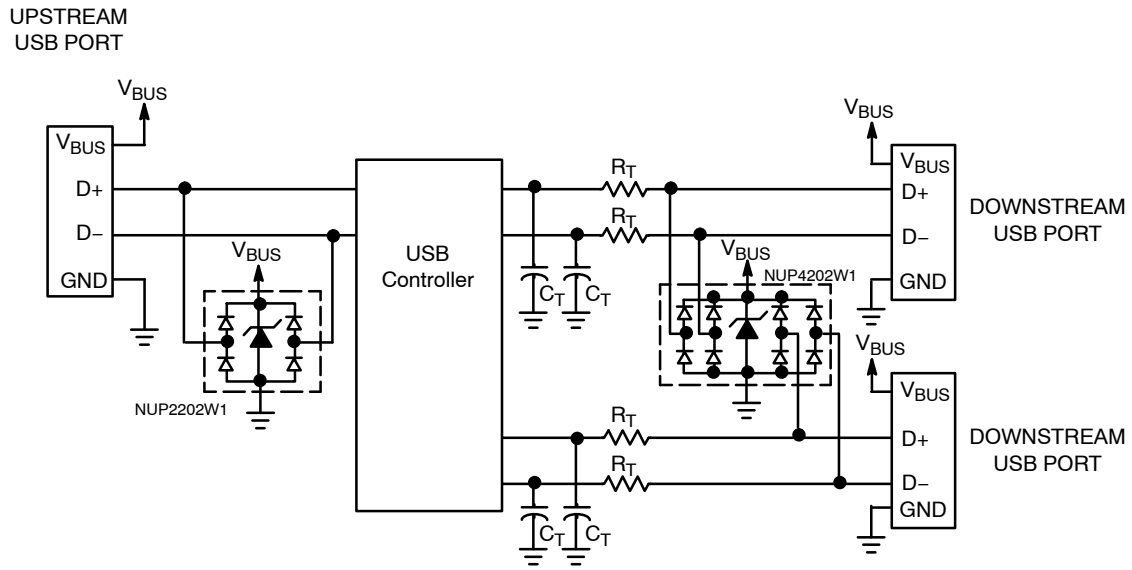 UPSTREAM
USB PORT
VBUS
VBUS
D+
D−
GND
VBUS
NUP2202W1
USB
Controller
RT
RT
CT
CT
VBUS
NUP4202W1
VBUS
VBUS
D+
D−
GND
DOWNSTREAM
USB PORT
RT
RT
CT
CT
VBUS
VBUS
D+
D−
GND
DOWNSTREAM
USB PORT